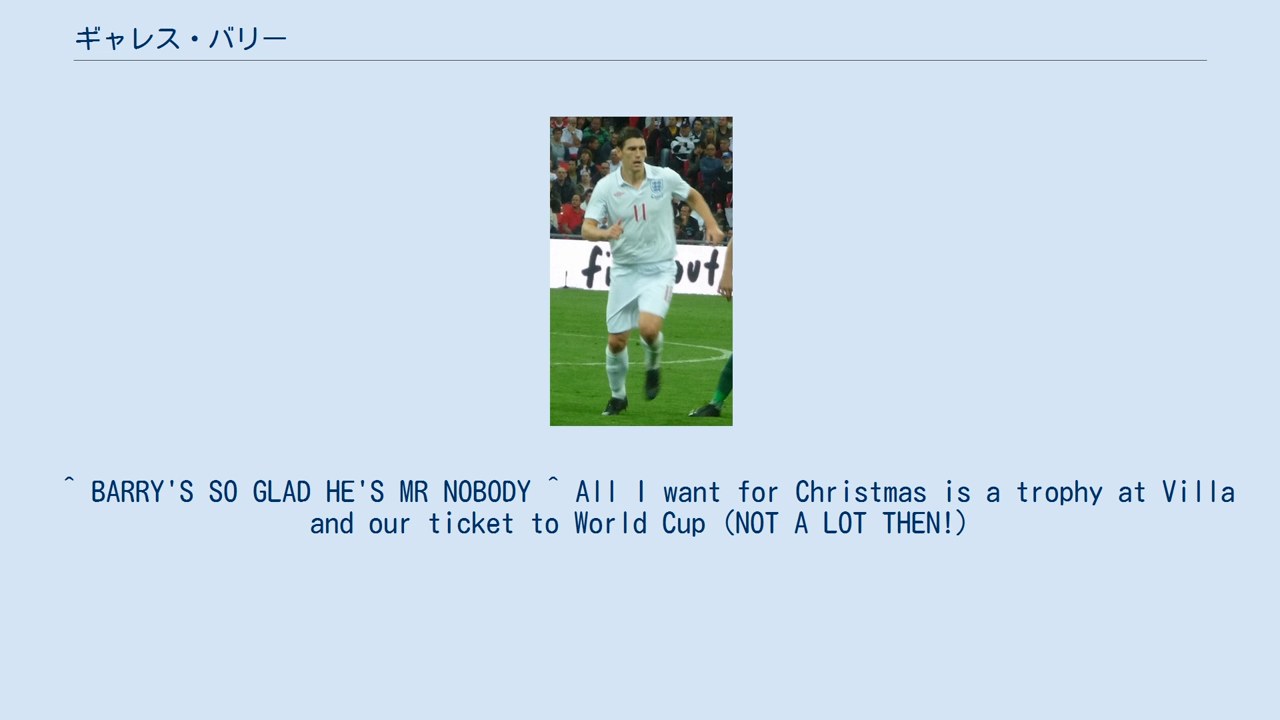 ギャレス・バリー
11
^ BARRY'S SO GLAD HE'S MR NOBODY ^ All I want for Christmas is a trophy at Villa
and our ticket to World Cup (NOT A LOT THEN!)